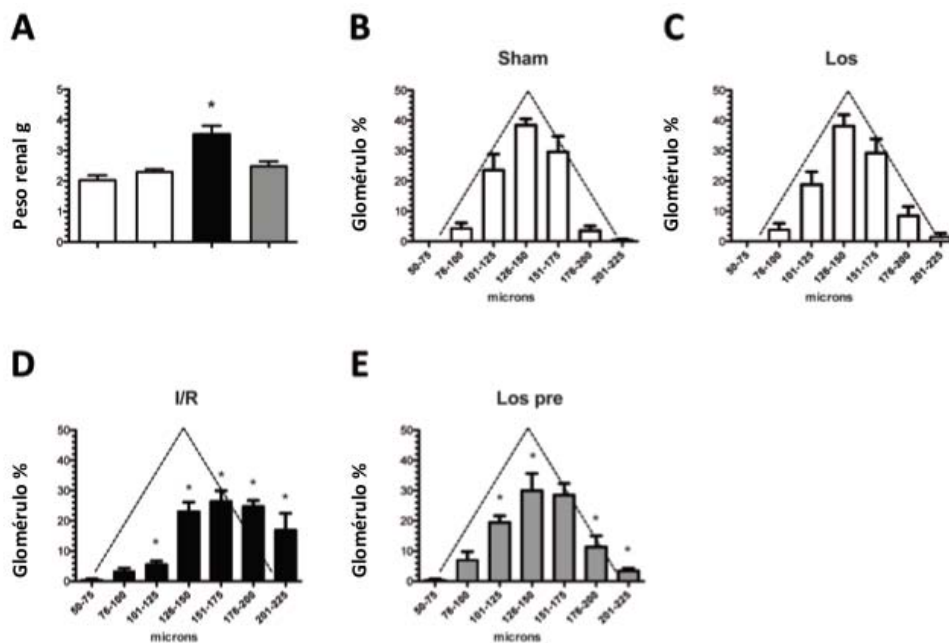 A
Peso renal g
5
4
3
2
1
0
*
B
Sham
Glomérulo %
50
40
30
20
10
0
50-75
76-100
101-125
126-150
151-175
176-200
201-225
microns
C
Los
Glomérulo %
50
40
30
20
10
0
50-75
76-100
101-125
126-150
151-175
176-200
201-225
microns
D
I/R
Glomérulo %
50
40
30
20
10
0
* * * * *
50-75
76-100
101-125
126-150
151-175
176-200
201-225
microns
E
Los pre
Glomérulo %
50
40
30
20
10
0
* * * *
50-75
76-100
101-125
126-150
151-175
176-200
201-225
microns